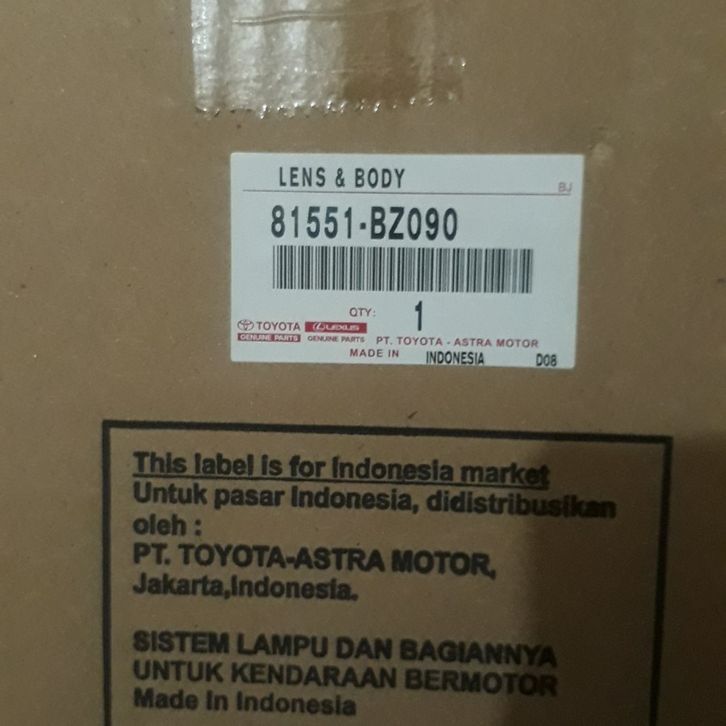 LENS & BODY
BJ
81551-BZ090
QTY: 1
TOYOTA LEXUS
GENUINE PARTS GENUINE PARTS PT. TOYOTA - ASTRA MOTOR
MADE IN INDONESIA D08
This label is for Indonesia market
Untuk pasar Indonesia, didistribusikan
oleh :
PT. TOYOTA-ASTRA MOTOR,
Jakarta,Indonesia.
SISTEM LAMPU DAN BAGIANNYA
UNTUK KENDARAAN BERMOTOR
Made In Indonesia